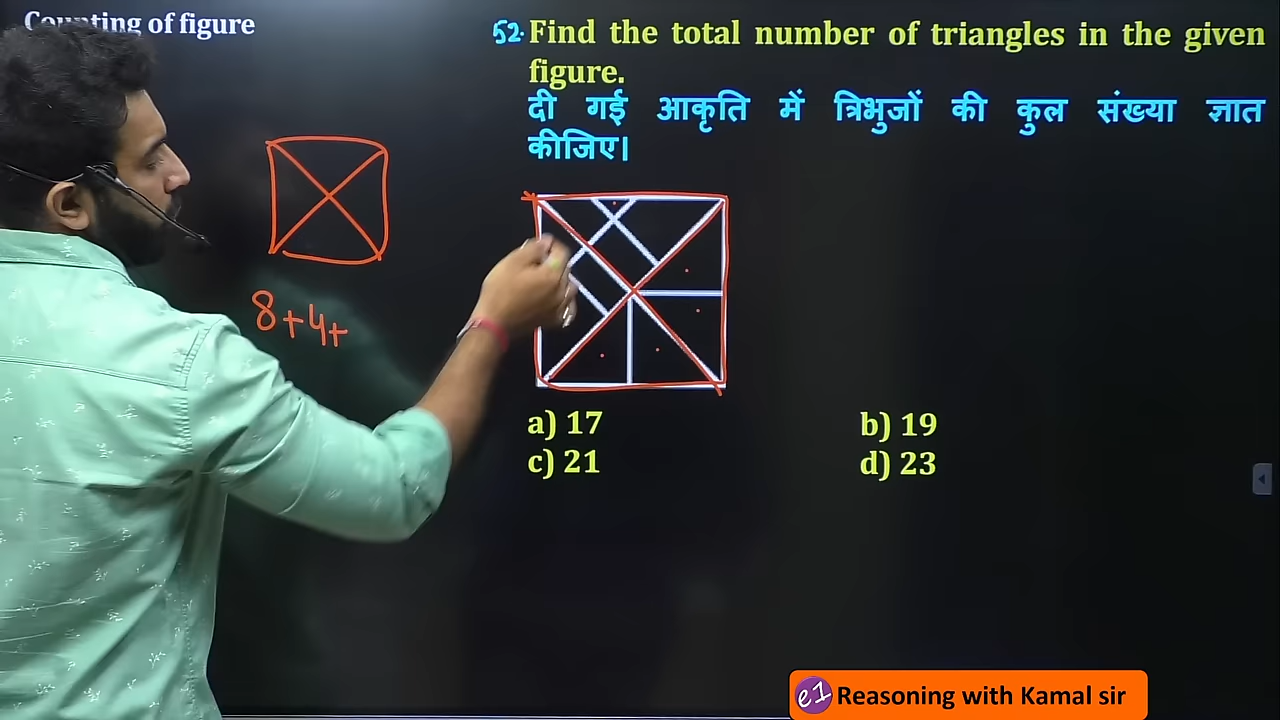 Counting of figure
52. Find the total number of triangles in the given
figure.
दी गई आकृति में त्रिभुजों की कुल संख्या ज्ञात
कीजिए।
8+4+
a) 17
b) 19
c) 21
d) 23
e1 Reasoning with Kamal sir